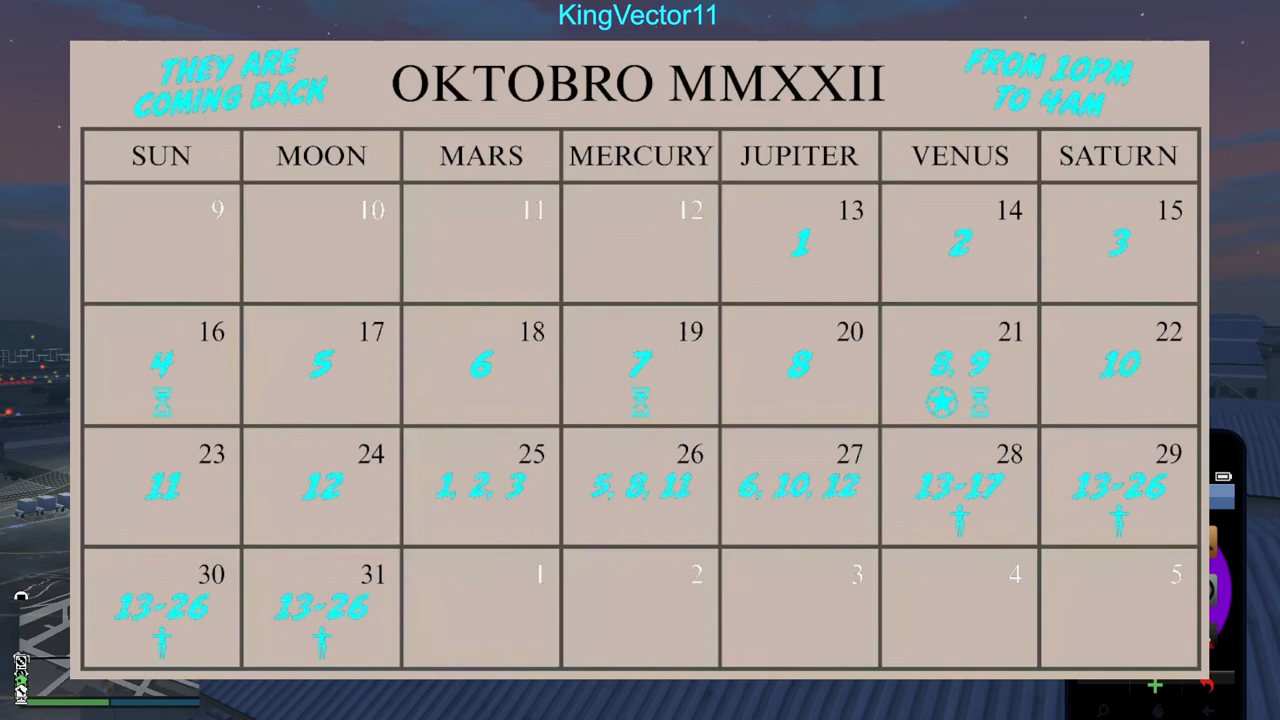 KingVector11
THEY ARE
COMING BACK
OKTOBRO MMXXII
FROM 10PM
TO 4AM
SUN MOON MARS MERCURY JUPITER VENUS SATURN
9 10 11 12 13 14 15
1 2 3
16 17 18 19 20 21 22
4 5 6 7 8 8, 9 10
23 24 25 26 27 28 29
11 12 1, 2, 3 5, 8, 11 6, 10, 12 13-17 13-26
30 31 1 2 3 4 5
13-26 13-26